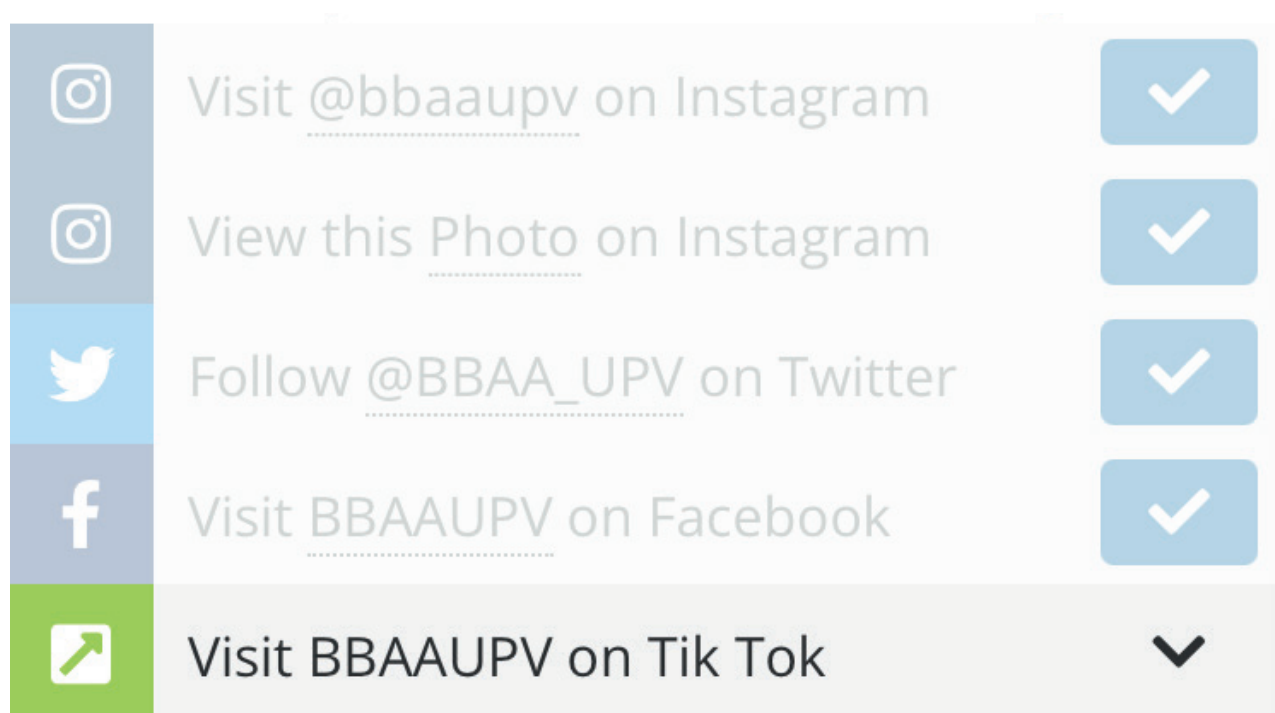 Visit @bbaaupv on Instagram
View this Photo on Instagram
Follow @BBAA_UPV on Twitter
Visit BBAAUPV on Facebook
Visit BBAAUPV on Tik Tok